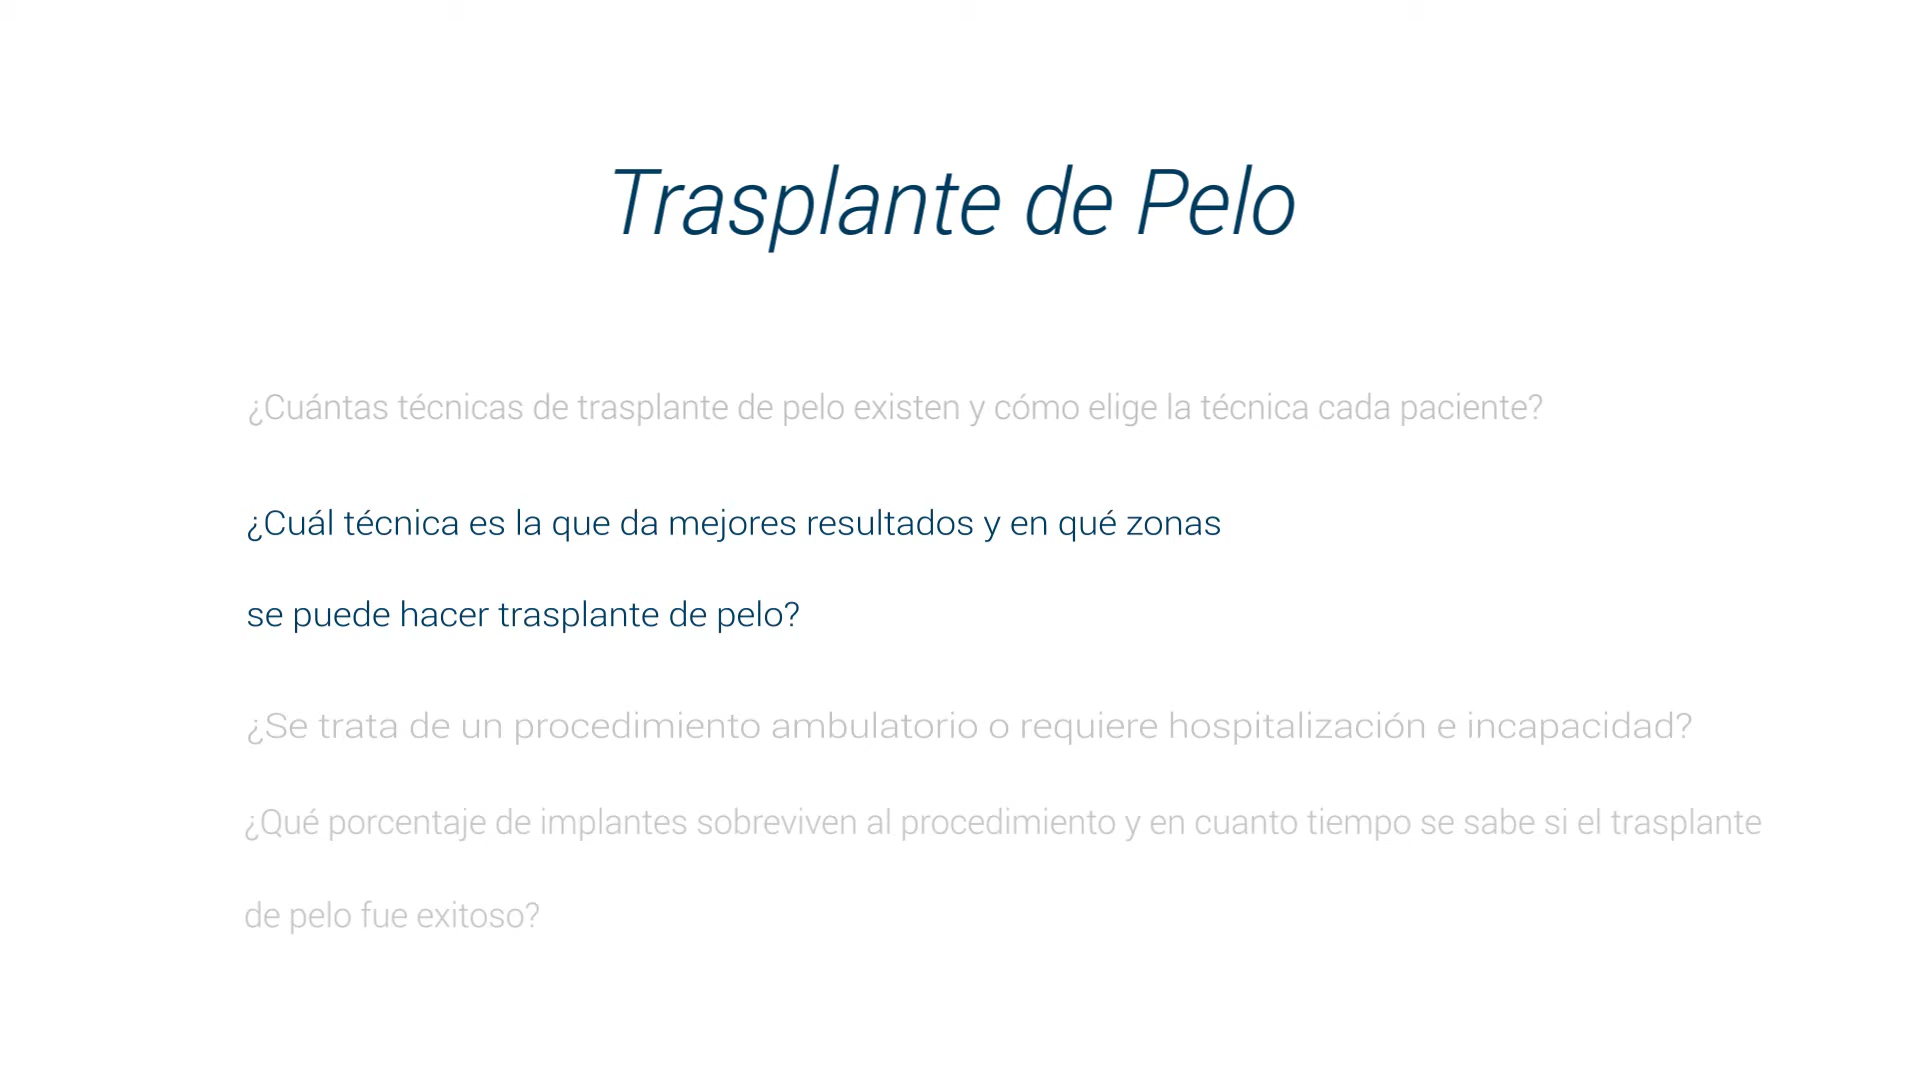 Trasplante de Pelo
¿Cuántas técnicas de trasplante de pelo existen y cómo elige la técnica cada paciente?
¿Cuál técnica es la que da mejores resultados y en qué zonas
se puede hacer trasplante de pelo?
¿Se trata de un procedimiento ambulatorio o requiere hospitalización e incapacidad?
¿Qué porcentaje de implantes sobreviven al procedimiento y en cuanto tiempo se sabe si el trasplante
de pelo fue exitoso?